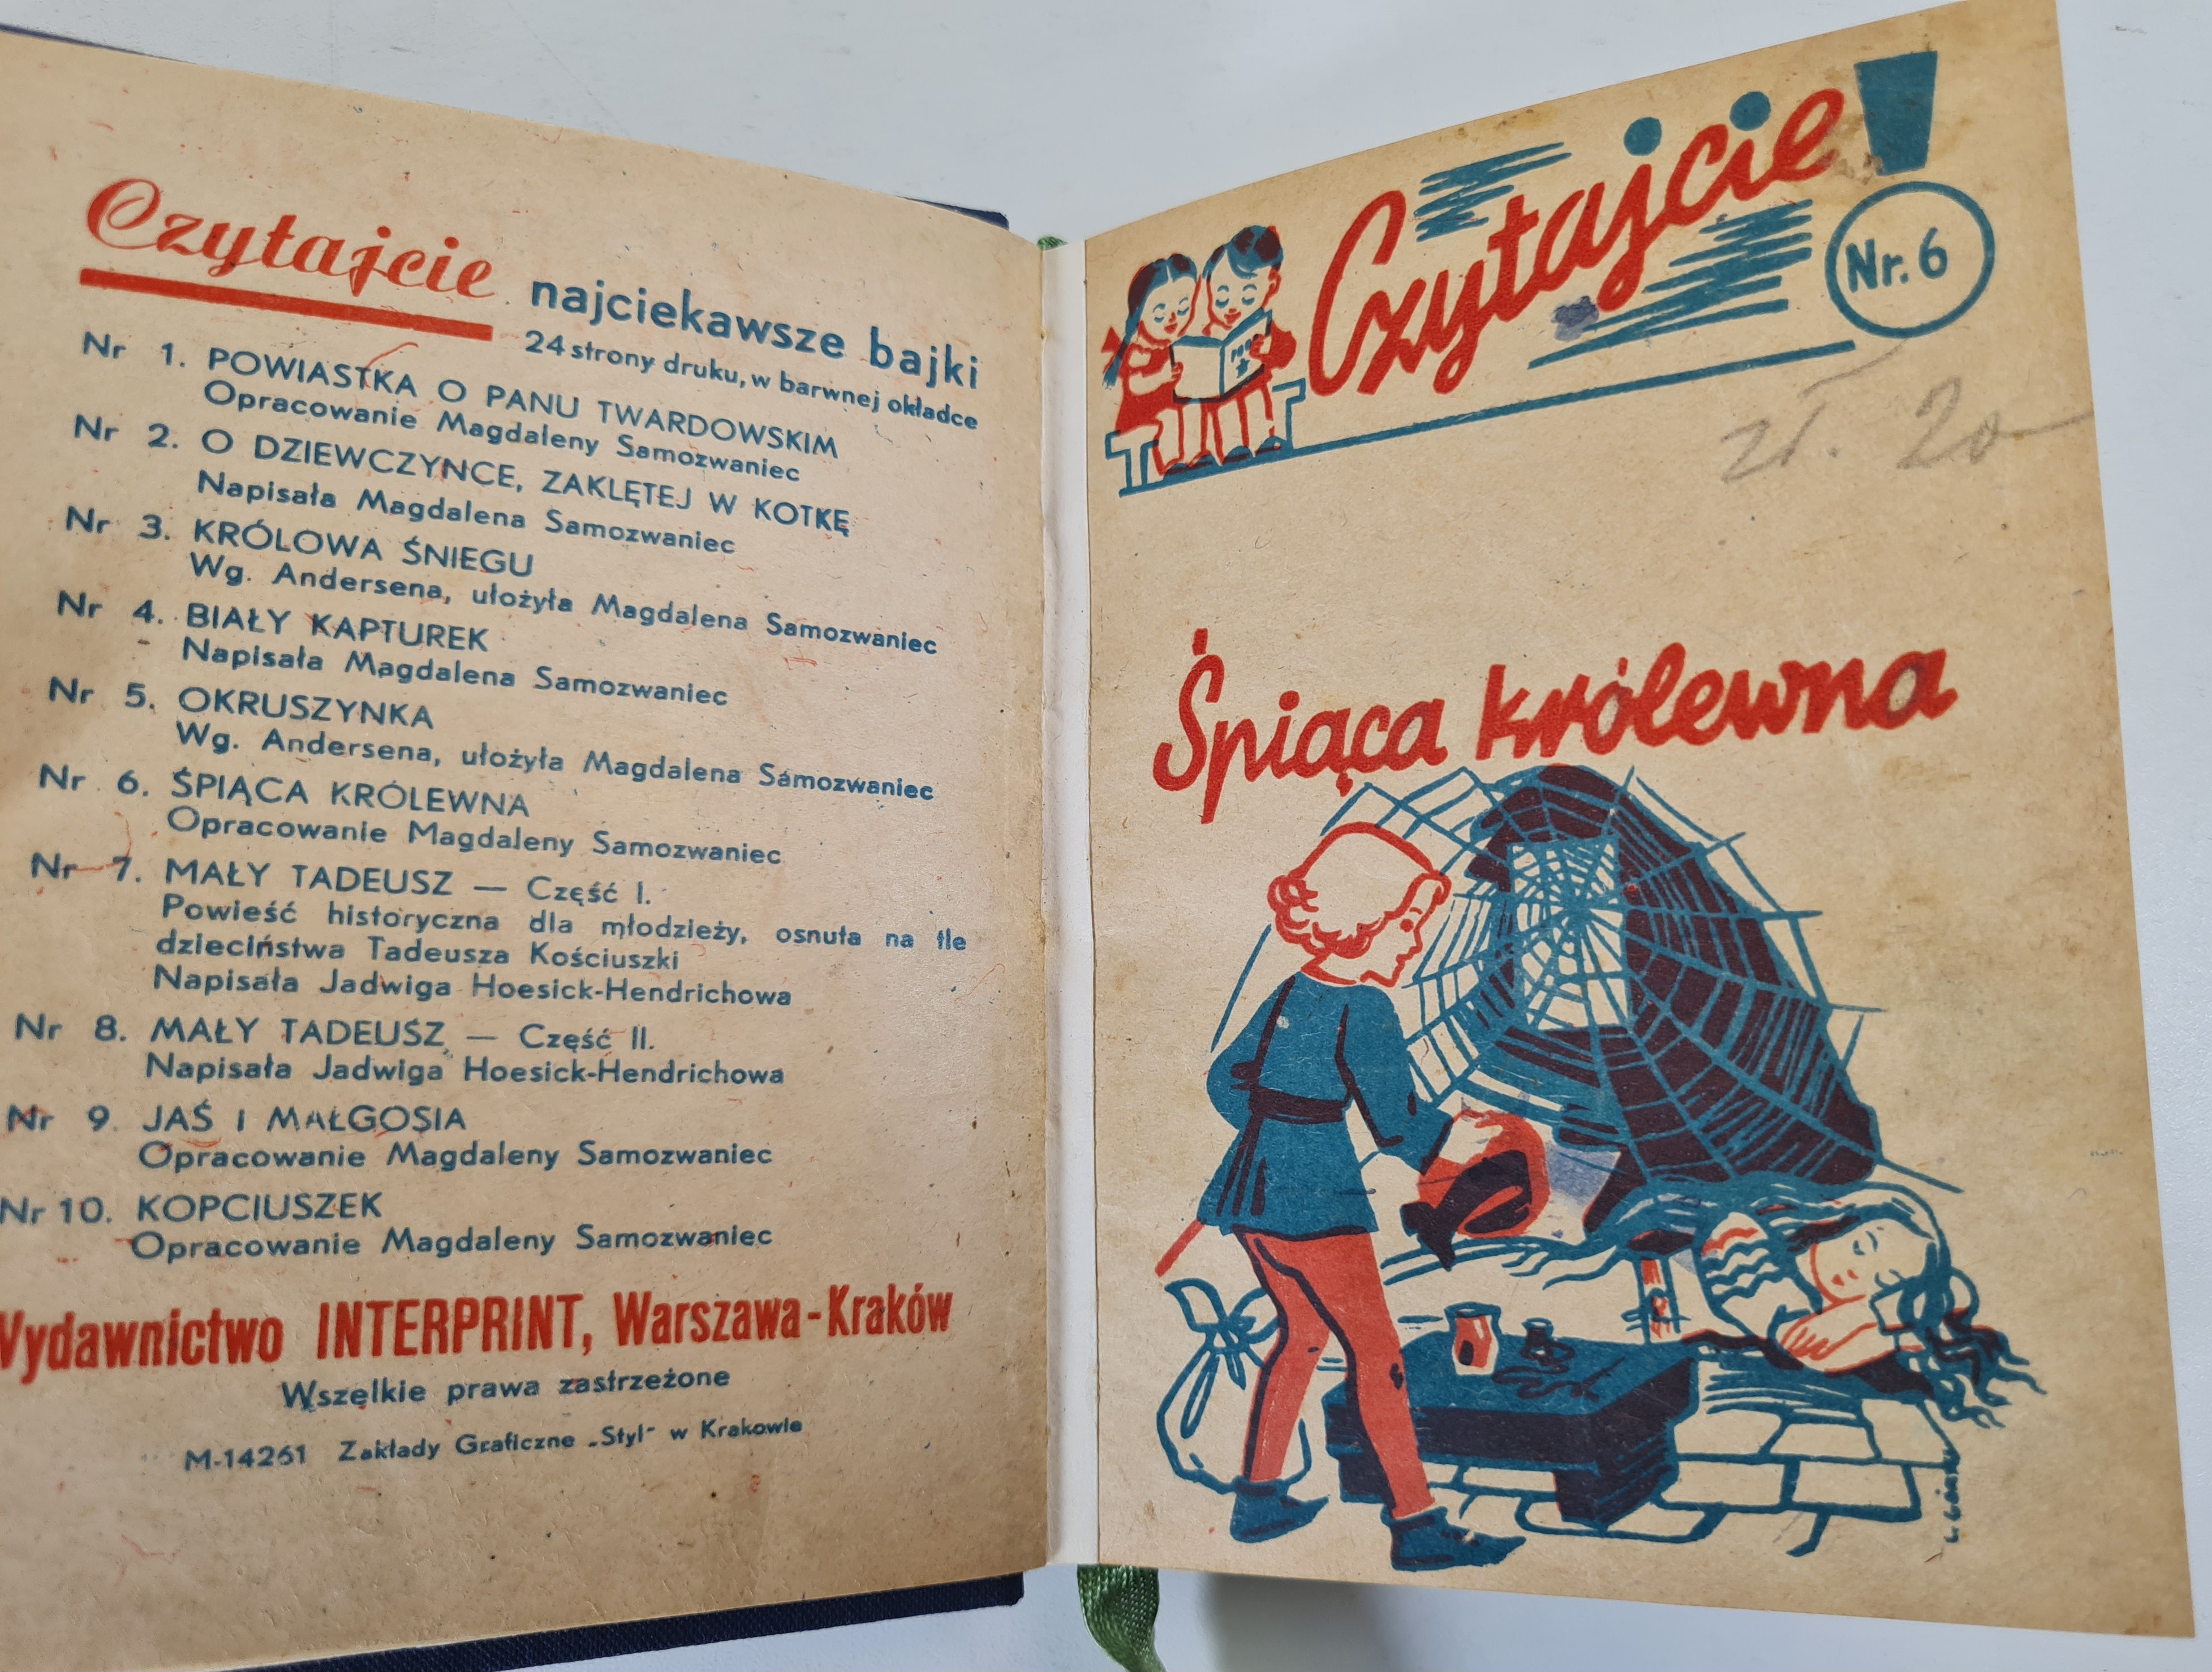 Czytajcie najciekawsze bajki
24 strony druku, w barwnej okładce
Nr 1. POWIASTKA O PANU TWARDOWSKIM
Opracowanie Magdaleny Samozwaniec
Nr 2. O DZIEWCZYNCE, ZAKLĘTEJ W KOTKĘ
Napisała Magdalena Samozwaniec
Nr 3. KRÓLOWA ŚNIEGU
Wg. Andersena, ułożyła Magdalena Samozwaniec
Nr 4. BIAŁY KAPTUREK
Napisała Magdalena Samozwaniec
Nr 5. OKRUSZYNKA
Wg. Andersena, ułożyła Magdalena Samozwaniec
Nr 6. ŚPIĄCA KRÓLEWNA
Opracowanie Magdaleny Samozwaniec
Nr 7. MAŁY TADEUSZ — Część I.
Powieść historyczna dla młodzieży, osnuta na tle
dzieciństwa Tadeusza Kościuszki
Napisała Jadwiga Hoesick-Hendrichowa
Nr 8. MAŁY TADEUSZ — Część II.
Napisała Jadwiga Hoesick-Hendrichowa
Nr 9. JAŚ I MAŁGOSIA
Opracowanie Magdaleny Samozwaniec
Nr 10. KOPCIUSZEK
Opracowanie Magdaleny Samozwaniec
Wydawnictwo INTERPRINT, Warszawa-Kraków
Wszelkie prawa zastrzeżone
M-14261 Zakłady Graficzne „Styl" w Krakowie
Czytajcie!
Nr. 6
zł. 20
Śpiąca królewna